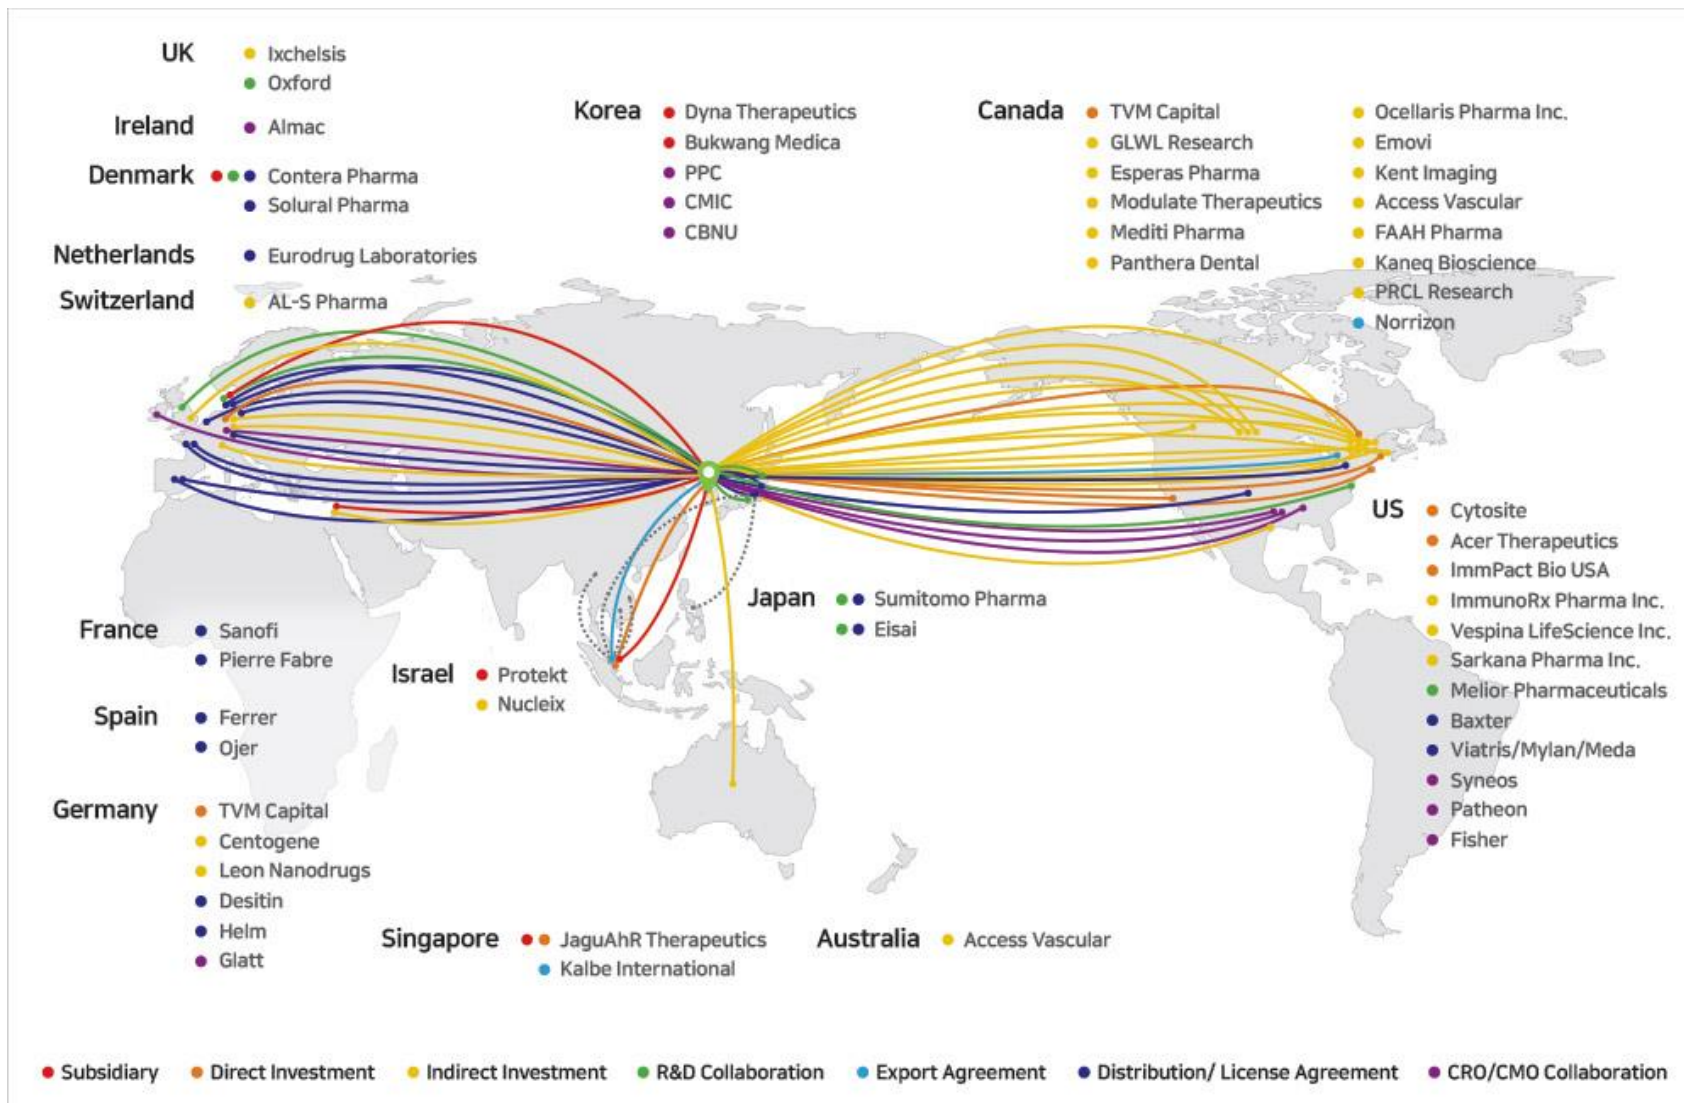 UK
Ixchelsis
Oxford
Ireland
Almac
Denmark
Contera Pharma
Solural Pharma
Netherlands
Eurodrug Laboratories
Switzerland
AL-S Pharma
Korea
Dyna Therapeutics
Bukwang Medica
PPC
CMIC
CBNU
Canada
TVM Capital
GLWL Research
Esperas Pharma
Modulate Therapeutics
Mediti Pharma
Panthera Dental
Ocellaris Pharma Inc.
Emovi
Kent Imaging
Access Vascular
FAAH Pharma
Kaneq Bioscience
PRCL Research
Norrizon
US
Cytosite
Acer Therapeutics
ImmPact Bio USA
ImmunoRx Pharma Inc.
Vespina LifeScience Inc.
Sarkana Pharma Inc.
Melior Pharmaceuticals
Baxter
Viatris/Mylan/Meda
Syneos
Patheon
Fisher
Japan
Sumitomo Pharma
Eisai
France
Sanofi
Pierre Fabre
Israel
Protekt
Nucleix
Spain
Ferrer
Ojer
Germany
TVM Capital
Centogene
Leon Nanodrugs
Desitin
Helm
Glatt
Singapore
JaguAhR Therapeutics
Kalbe International
Australia
Access Vascular
Subsidiary
Direct Investment
Indirect Investment
R&D Collaboration
Export Agreement
Distribution/ License Agreement
CRO/CMO Collaboration